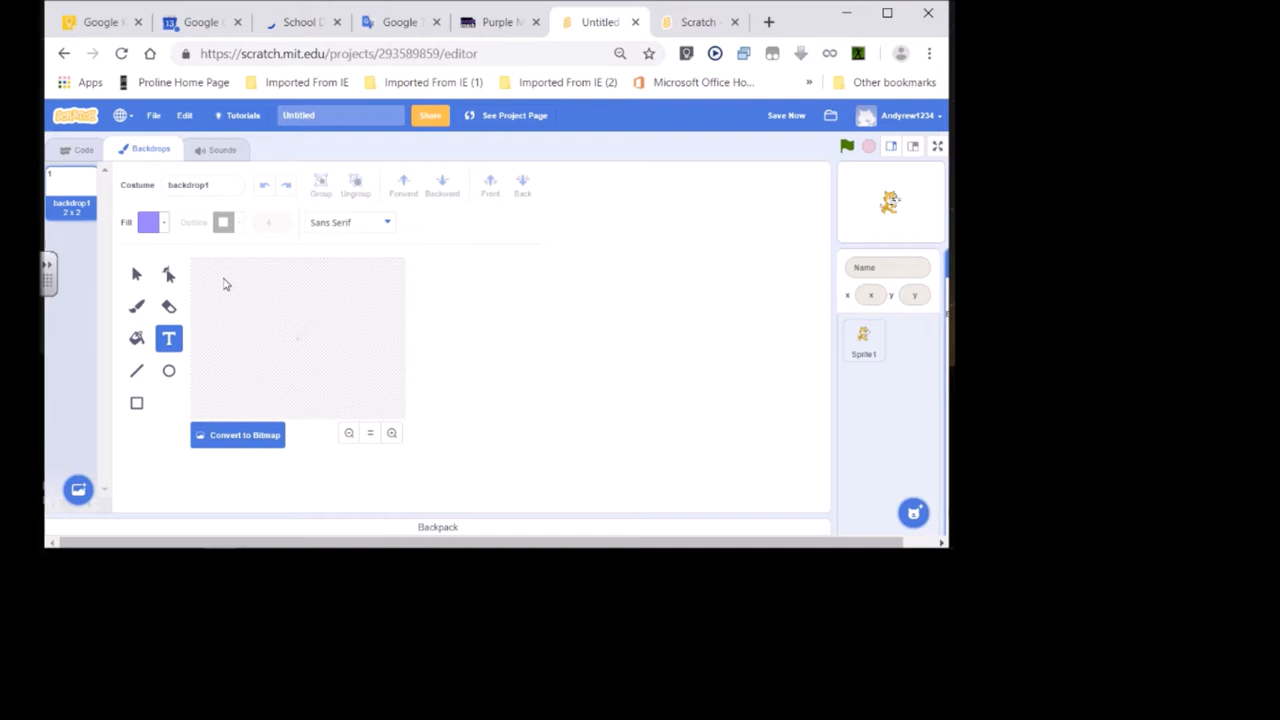 Google
Google
School D
Google T
Purple M
Untitled
Scratch -
https://scratch.mit.edu/projects/293589859/editor
Apps
Proline Home Page
Imported From IE
Imported From IE (1)
Imported From IE (2)
Microsoft Office Ho...
»
Other bookmarks
SCRATCH
File
Edit
Tutorials
Untitled
Share
See Project Page
Save Now
Andyrew1234
Code
Backdrops
Sounds
1
backdrop1
2 x 2
Costume
backdrop1
Group
Ungroup
Forward
Backward
Front
Back
Fill
Outline
4
Sans Serif
T
Convert to Bitmap
Name
x
x
y
y
Sprite1
Backpack